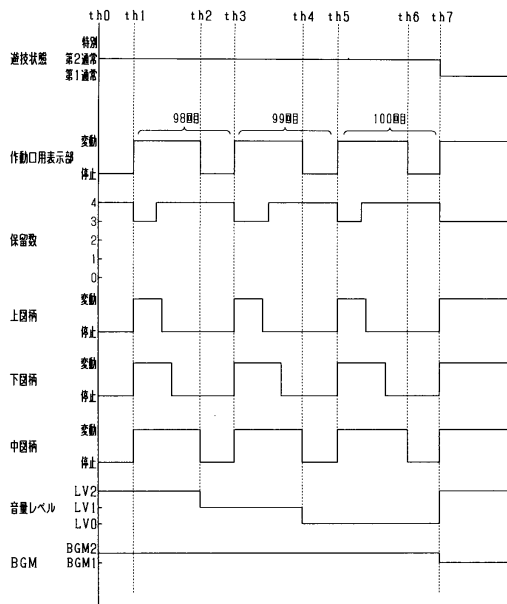 th0 th1 th2 th3 th4 th5 th6 th7
遊技状態
特別
第2通常
第1通常
98回目 99回目 100回目
作動口用表示部
変動
停止
保留数
4
3
2
1
0
上図柄
変動
停止
下図柄
変動
停止
中図柄
変動
停止
音量レベル
LV2
LV1
LV0
BGM
BGM2
BGM1